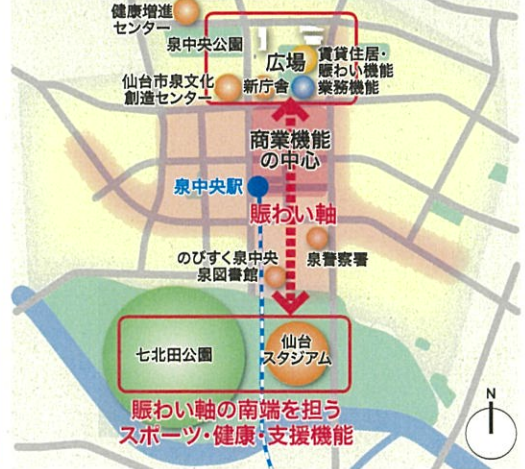 健康増進
センター
泉中央公園
広場
賃貸住居・
賑わい機能
業務機能
仙台市泉文化
創造センター
新庁舎
商業機能
の中心
泉中央駅
賑わい軸
のびすく泉中央
泉図書館
泉警察署
七北田公園
仙台
スタジアム
賑わい軸の南端を担う
スポーツ・健康・支援機能
N